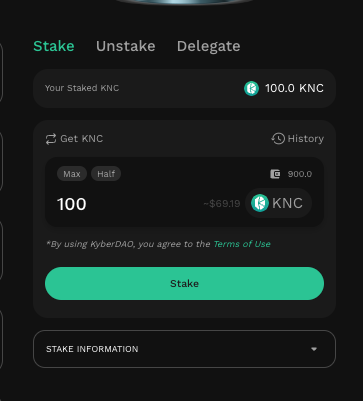 Stake Unstake Delegate
Your Staked KNC 100.0 KNC
Get KNC History
Max Half 900.0
100 ~$69.19 KNC
*By using KyberDAO, you agree to the Terms of Use
Stake
STAKE INFORMATION